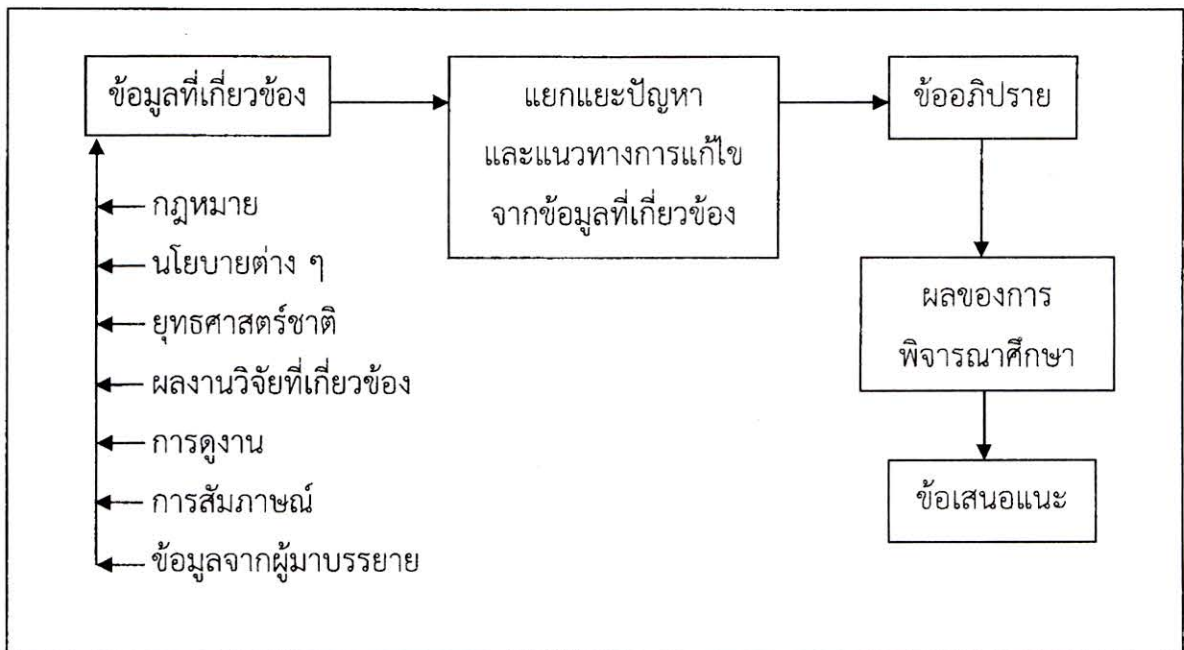 ข้อมูลที่เกี่ยวข้อง
กฎหมาย
นโยบายต่าง ๆ
ยุทธศาสตร์ชาติ
ผลงานวิจัยที่เกี่ยวข้อง
การดูงาน
การสัมภาษณ์
ข้อมูลจากผู้มาบรรยาย
แยกแยะปัญหา
และแนวทางการแก้ไข
จากข้อมูลที่เกี่ยวข้อง
ข้ออภิปราย
ผลของการ
พิจารณาศึกษา
ข้อเสนอแนะ